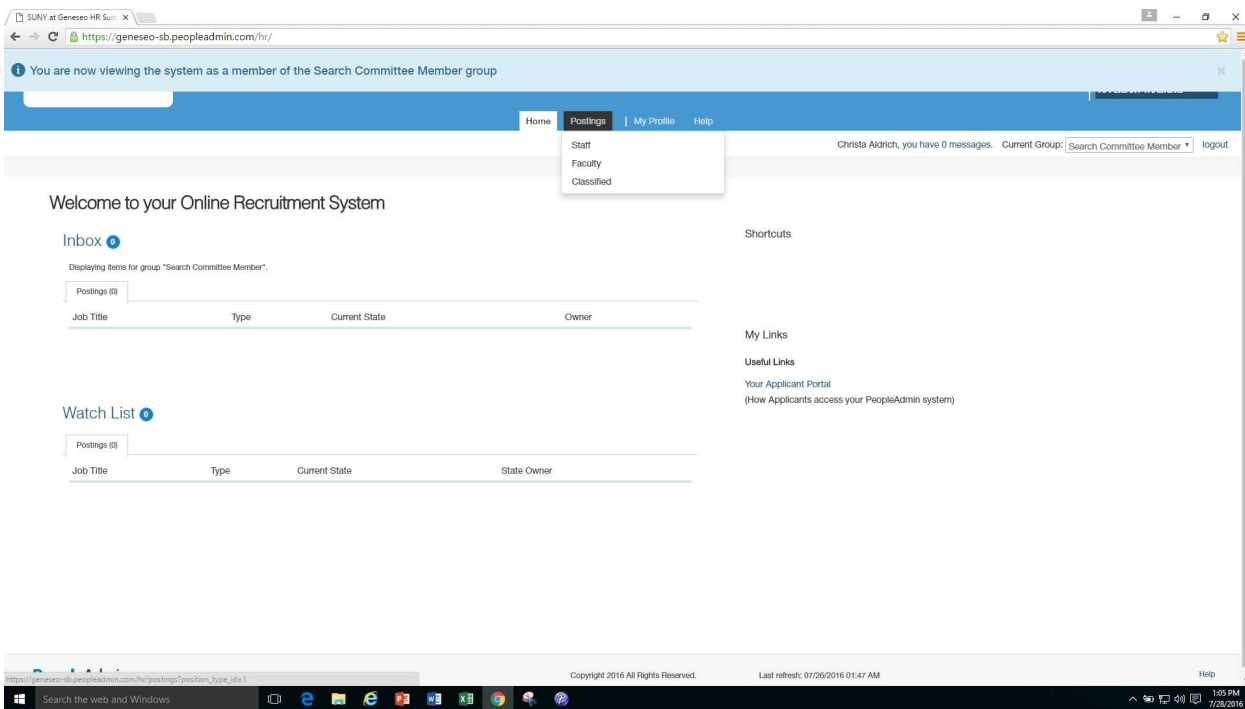 SUNY at Geneseo HR Sui
https://geneseo-sb.peopleadmin.com/hr/
You are now viewing the system as a member of the Search Committee Member group
Home Postings | My Profile Help
Staff
Faculty
Classified
Christa Aldrich, you have 0 messages. Current Group: Search Committee Member logout
Welcome to your Online Recruitment System
Inbox 0
Displaying items for group "Search Committee Member".
Postings (0)
Job Title Type Current State Owner
Watch List 0
Postings (0)
Job Title Type Current State State Owner
Shortcuts
My Links
Useful Links
Your Applicant Portal
(How Applicants access your PeopleAdmin system)
https://geneseo-sb.peopleadmin.com/hr/postings?position_type_id=1
Copyright 2016 All Rights Reserved. Last refresh: 07/26/2016 01:47 AM Help
Search the web and Windows
1:05 PM
7/28/2016